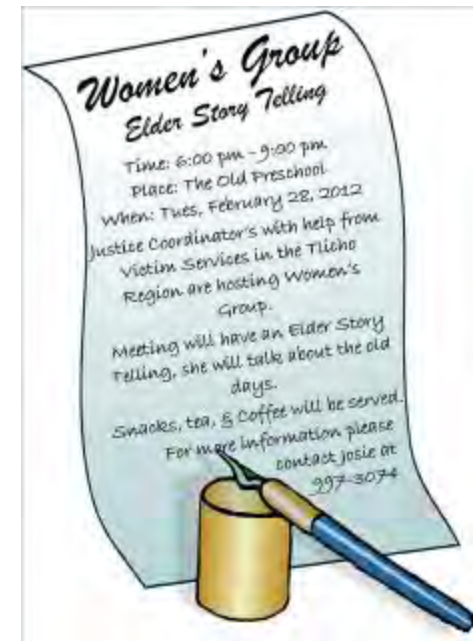 Women's Group
Elder Story Telling
Time: 6:00 pm - 9:00 pm
Place: The Old Preschool
When: Tues, February 28, 2012
Justice Coordinator's with help from
Victim Services in the Tlicho
Region are hosting Women's
Group.
Meeting will have an Elder Story
Telling, she will talk about the old
days.
Snacks, tea, & Coffee will be served.
For more information please
contact josie at
997-3074